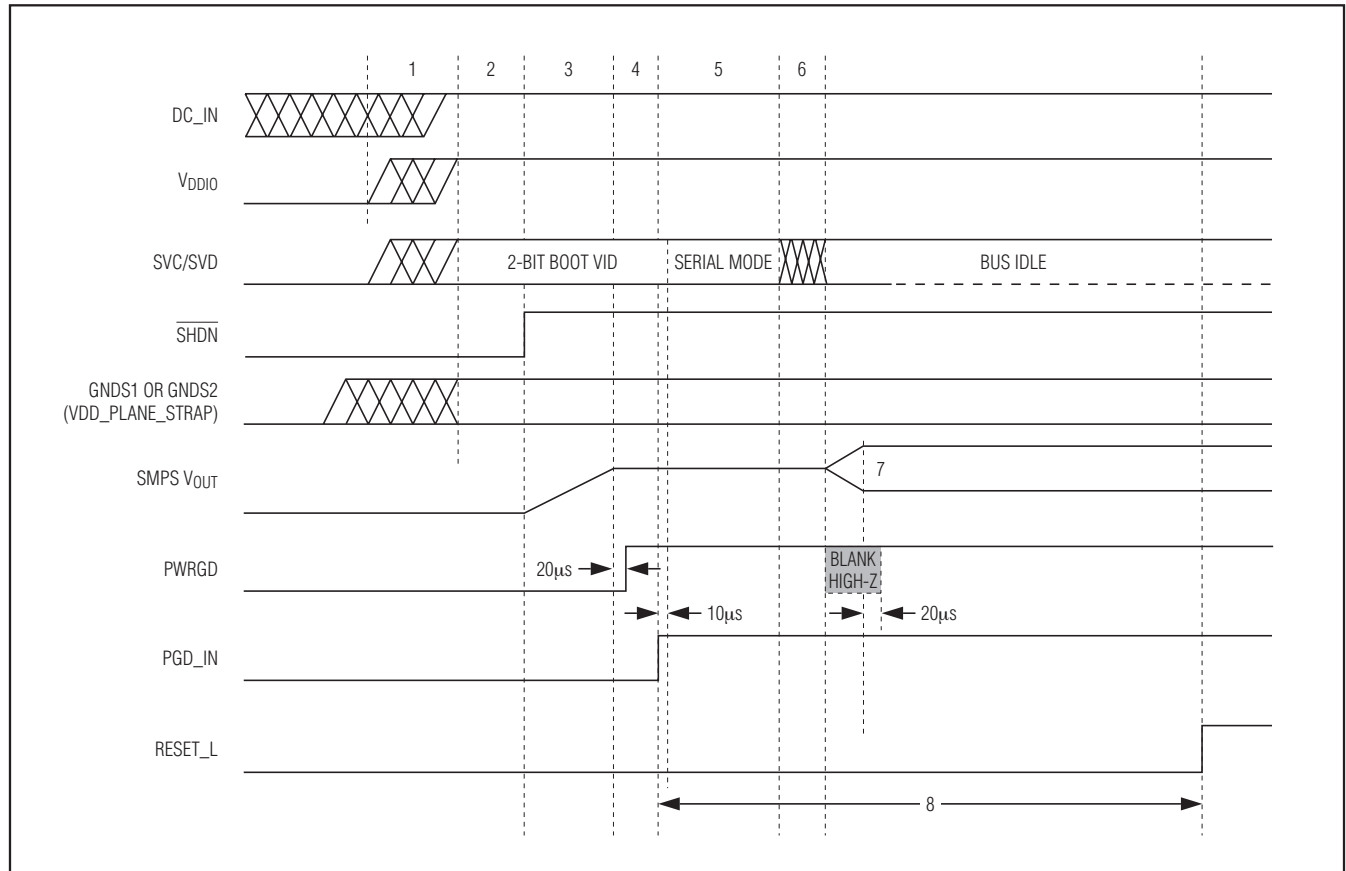 1 2 3 4 5 6
DC_IN
VDDIO
SVC/SVD 2-BIT BOOT VID SERIAL MODE BUS IDLE
SHDN
GNDS1 OR GNDS2
(VDD_PLANE_STRAP)
SMPS VOUT 7
PWRGD 20μs BLANK
HIGH-Z
10μs 20μs
PGD_IN
RESET_L
8